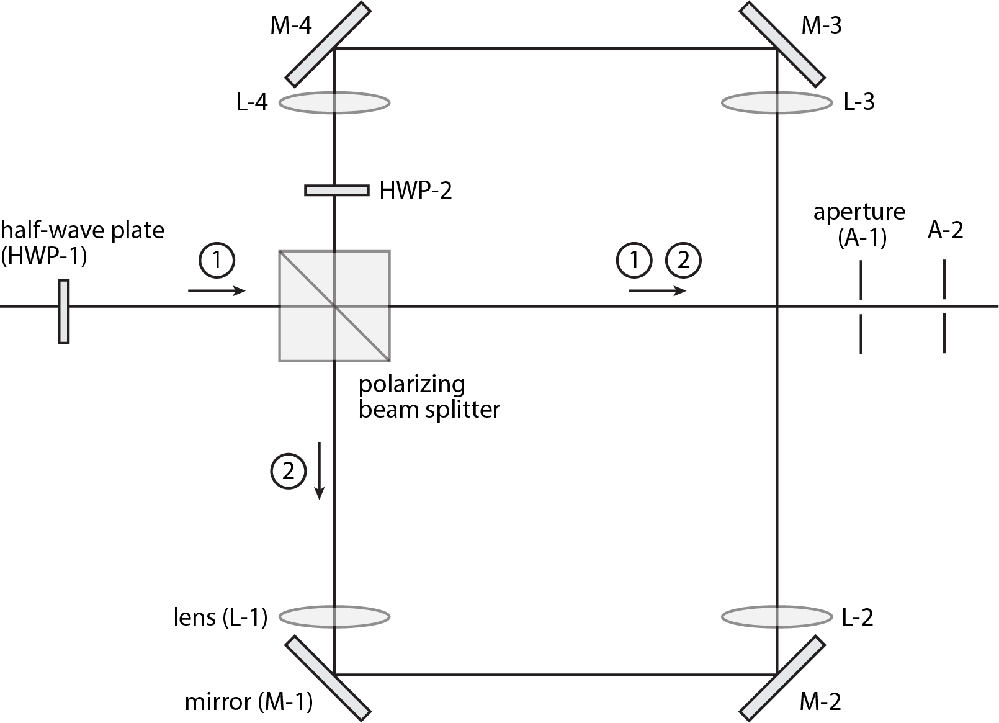 M-4
M-3
L-4
L-3
HWP-2
half-wave plate
(HWP-1)
1
1
2
aperture
(A-1)
A-2
polarizing
beam splitter
2
lens (L-1)
L-2
mirror (M-1)
M-2